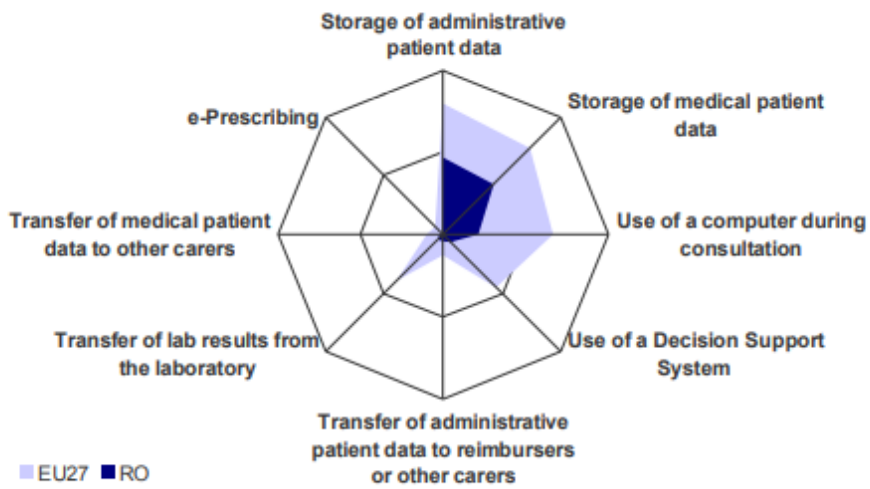 Storage of administrative
patient data
Storage of medical patient
data
e-Prescribing
Use of a computer during
consultation
Transfer of medical patient
data to other carers
Use of a Decision Support
System
Transfer of lab results from
the laboratory
Transfer of administrative
patient data to reimbursers
or other carers
EU27 RO